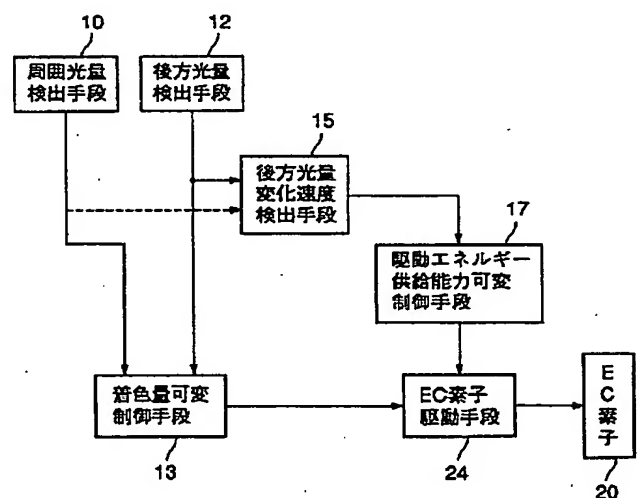 10
12
周囲光量
検出手段
後方光量
検出手段
15
後方光量
変化速度
検出手段
17
駆動エネルギー
供給能力可変
制御手段
着色量可変
制御手段
EC素子
駆動手段
EC素子
13
24
20